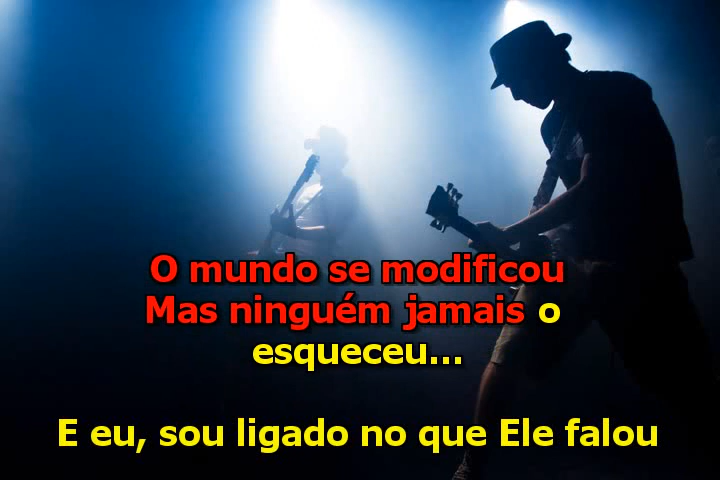 O mundo se modificou
Mas ninguém jamais o
esqueceu...
E eu, sou ligado no que Ele falou